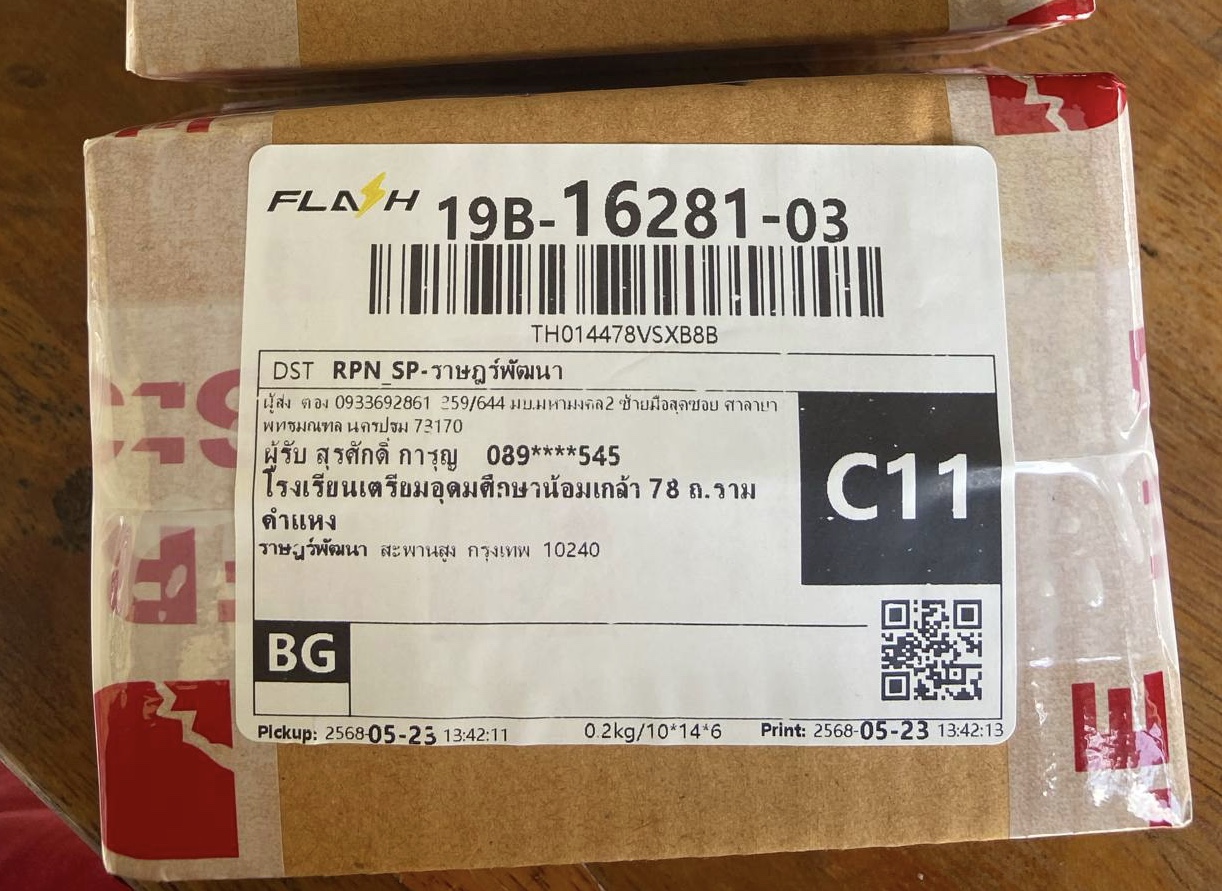 FLASH 19B-16281-03
TH014478VSXB8B
DST RPN_SP-ราษฎร์พัฒนา
ผู้ส่ง ตอง 0933692861 259/644 มบ.มหามงคล2 ซ้ายมือสุดซอย ศาลายา
พุทธมณฑล นครปฐม 73170
ผู้รับ สุรศักดิ์ การุญ 089****545
โรงเรียนเตรียมอุดมศึกษาน้อมเกล้า 78 ถ.ราม
คำแหง
ราษฎร์พัฒนา สะพานสูง กรุงเทพ 10240
C11
BG
Pickup: 2568-05-23 13:42:11 0.2kg/10*14*6 Print: 2568-05-23 13:42:13